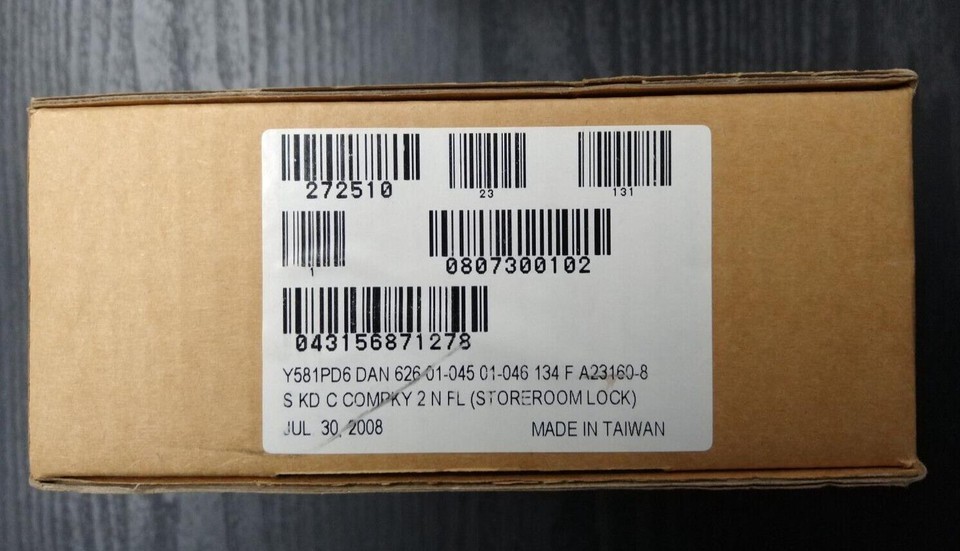 272510 23 131
1 0807300102
043156871278
Y581PD6 DAN 626 01-045 01-046 134 F A23160-8
S KD C COMPKY 2 N FL (STOREROOM LOCK)
JUL 30, 2008 MADE IN TAIWAN